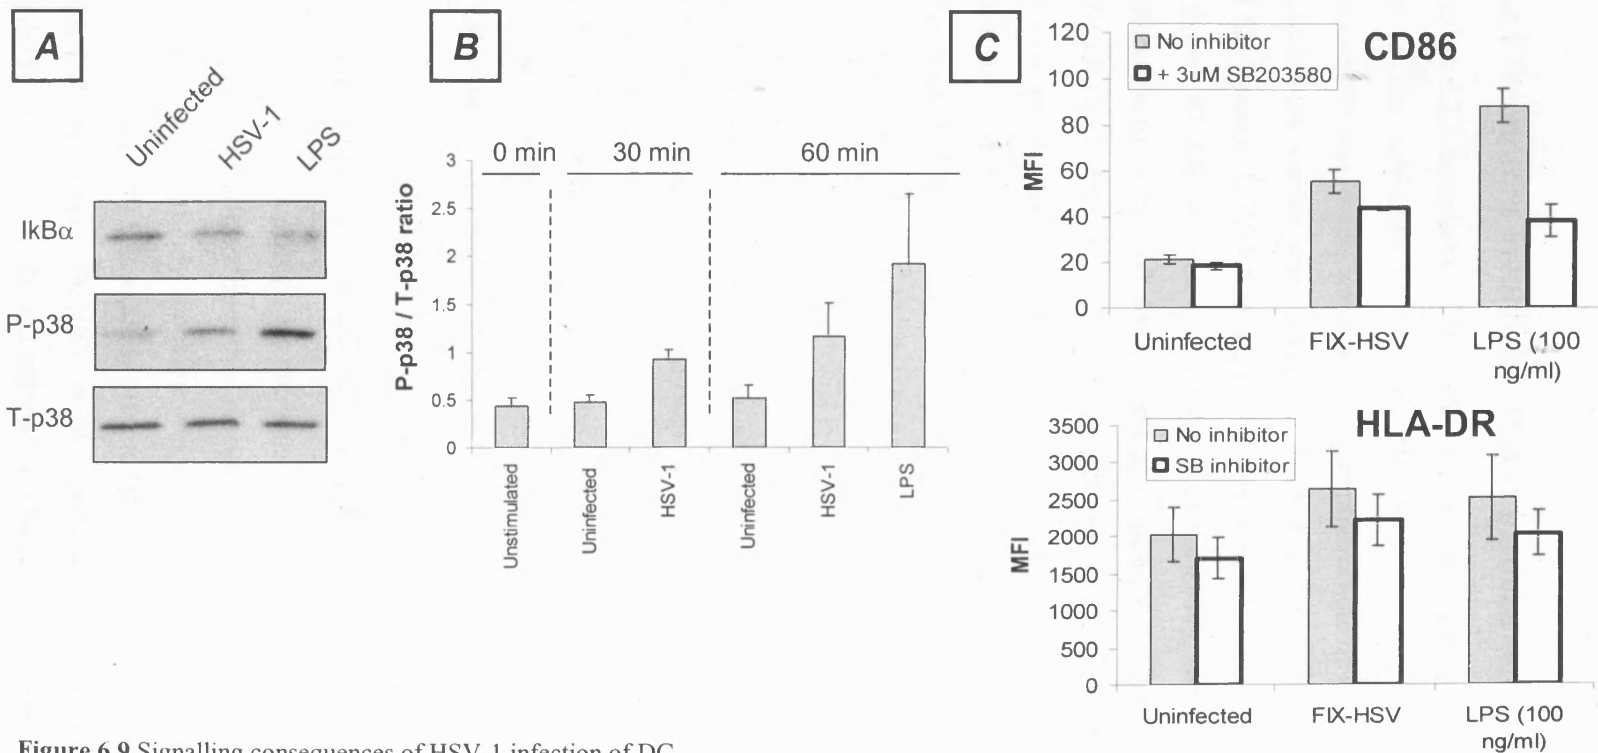 A
Uninfected
HSV-1
LPS
IkBα
P-p38
T-p38
B
0 min
30 min
60 min
P-p38 / T-p38 ratio
3
2.5
2
1.5
1
0.5
0
Unstimulated
Uninfected
HSV-1
Uninfected
HSV-1
LPS
C
CD86
No inhibitor
+ 3uM SB203580
MFI
120
100
80
60
40
20
0
Uninfected
FIX-HSV
LPS (100
ng/ml)
HLA-DR
No inhibitor
SB inhibitor
MFI
3500
3000
2500
2000
1500
1000
500
0
Uninfected
FIX-HSV
LPS (100
ng/ml)
Figure 6.9 Signalling consequences of HSV-1 infection of DC